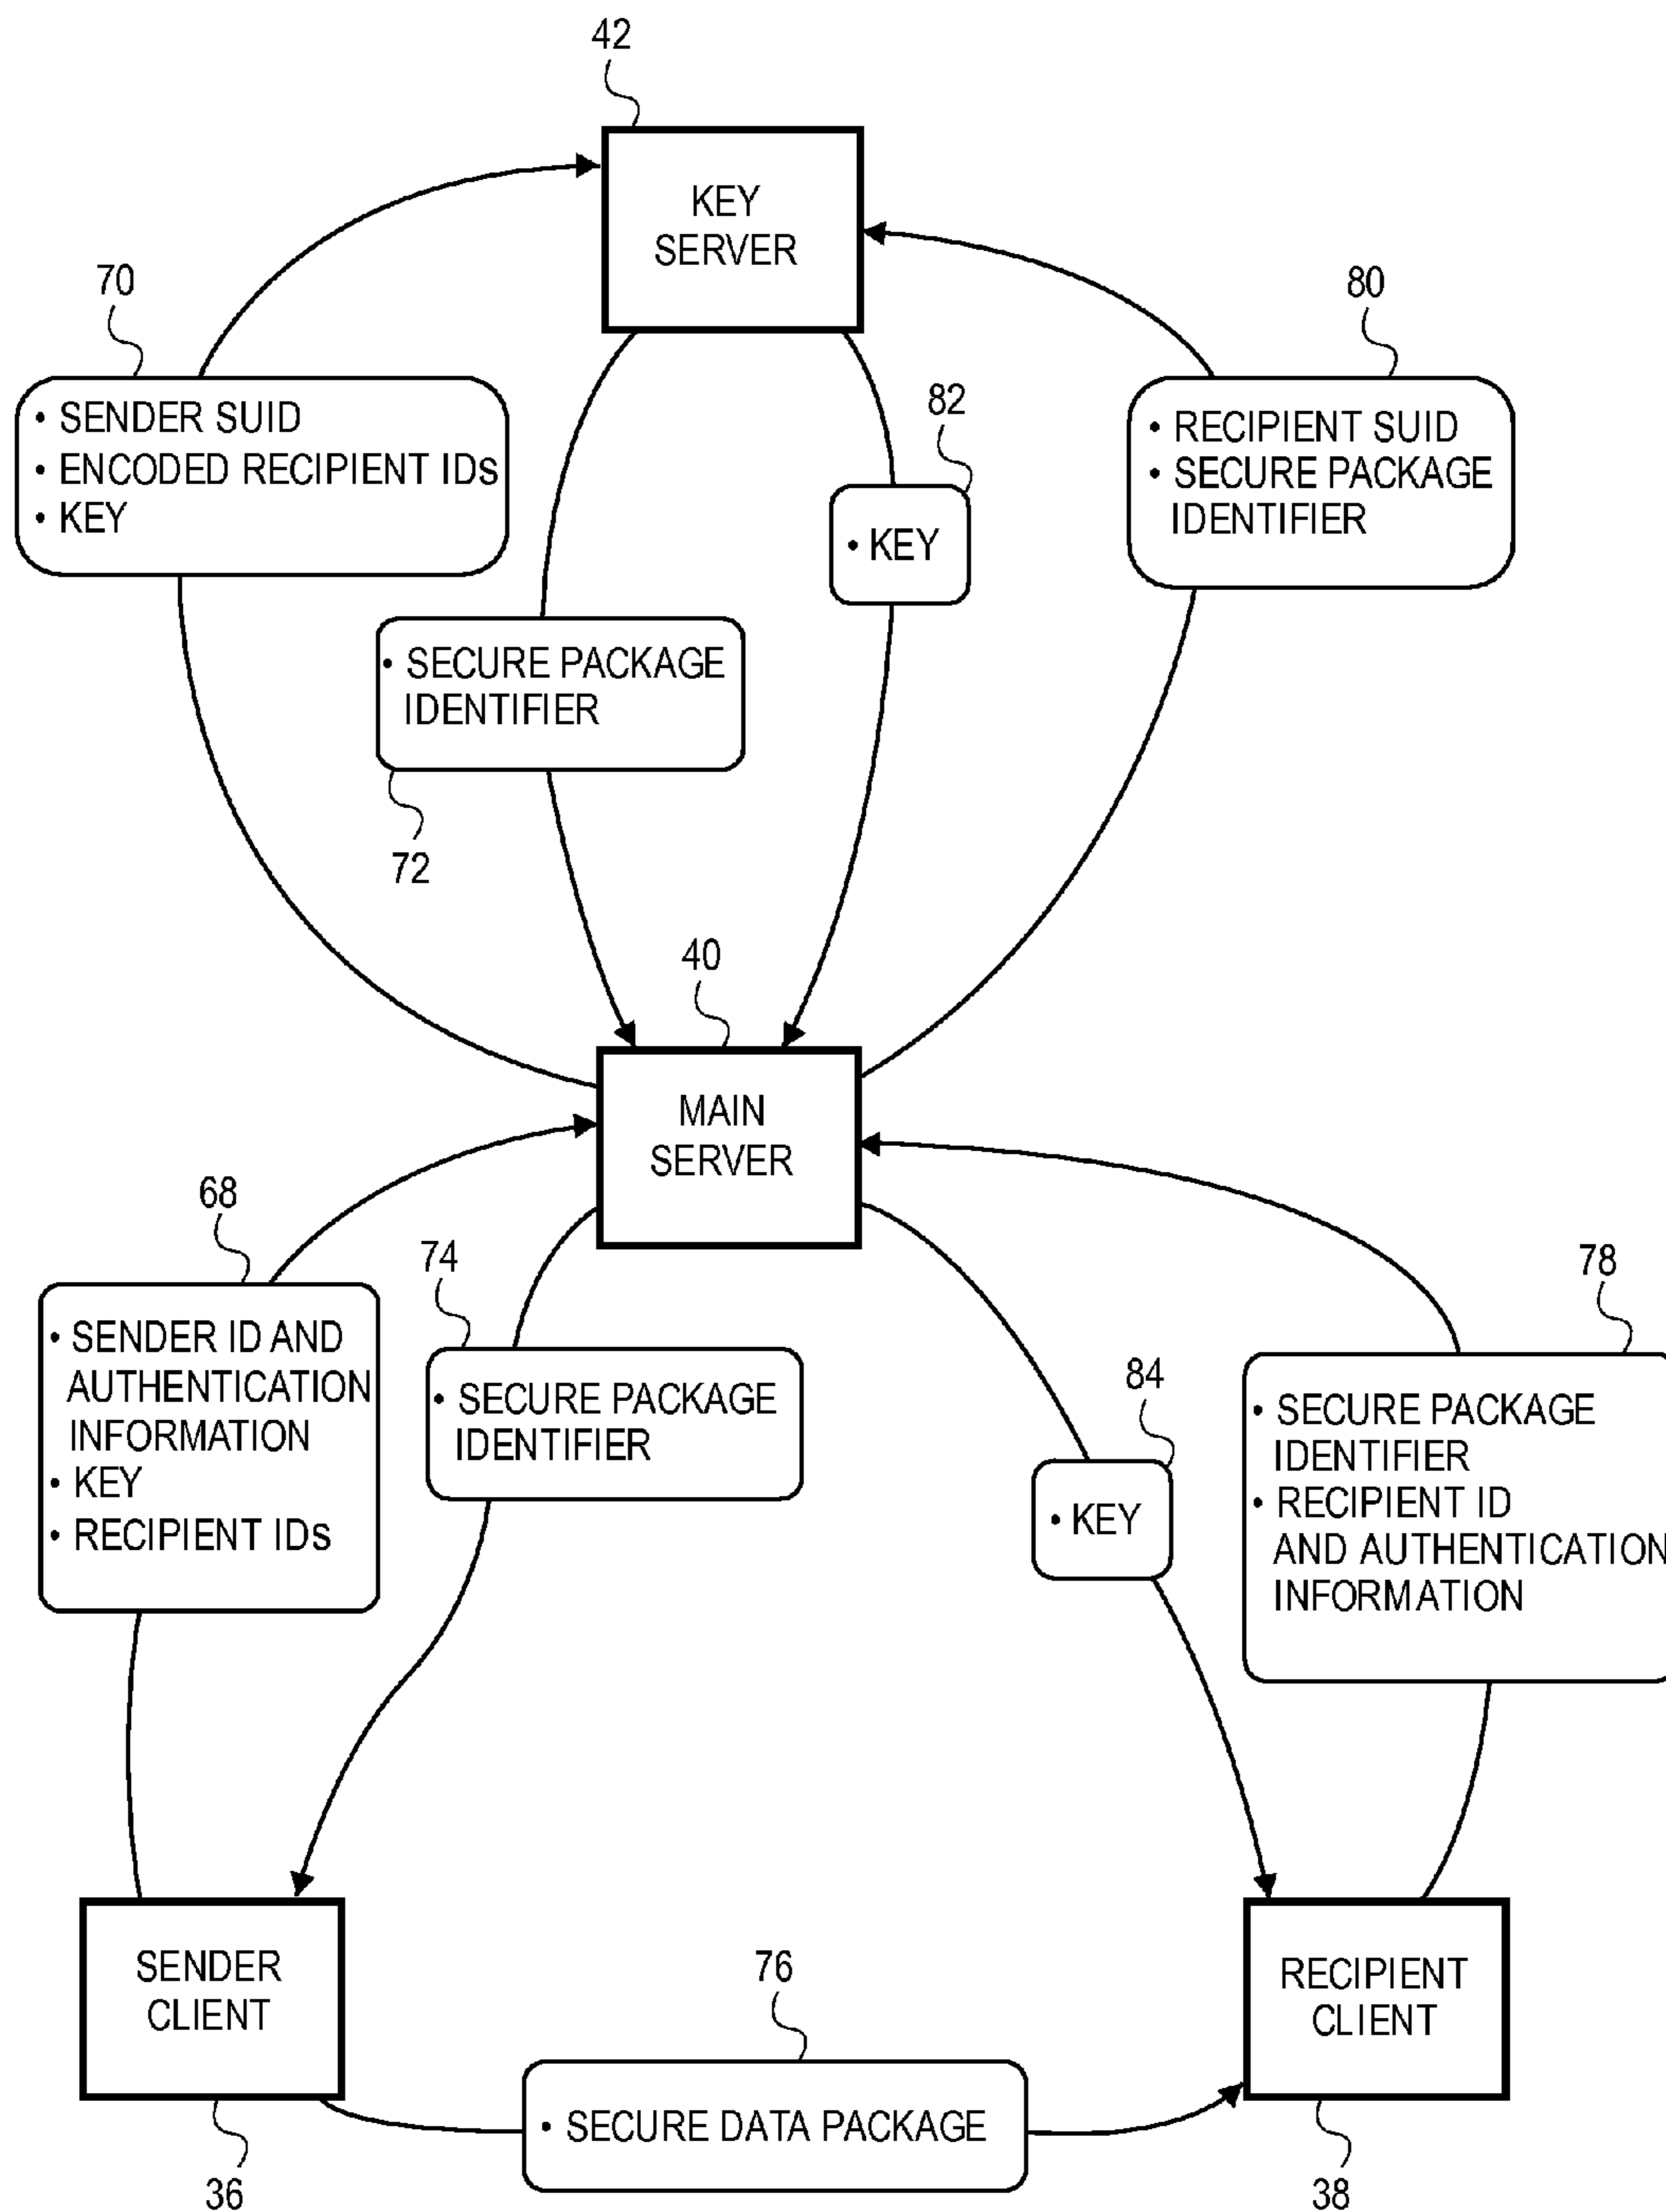 42
KEY
SERVER
70
• SENDER SUID
• ENCODED RECIPIENT IDs
• KEY
82
• KEY
80
• RECIPIENT SUID
• SECURE PACKAGE
IDENTIFIER
• SECURE PACKAGE
IDENTIFIER
72
40
MAIN
SERVER
68
• SENDER ID AND
AUTHENTICATION
INFORMATION
• KEY
• RECIPIENT IDs
74
• SECURE PACKAGE
IDENTIFIER
84
• KEY
78
• SECURE PACKAGE
IDENTIFIER
• RECIPIENT ID
AND AUTHENTICATION
INFORMATION
SENDER
CLIENT
36
76
• SECURE DATA PACKAGE
RECIPIENT
CLIENT
38